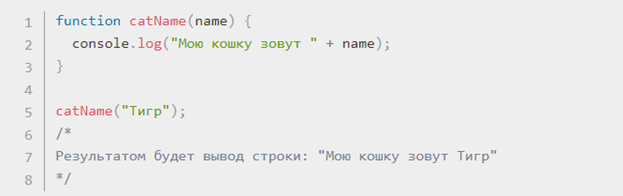 1 function catName(name) {
2   console.log("Мою кошку зовут " + name);
3 }
4
5 catName("Тигр");
6 /*
7 Результатом будет вывод строки: "Мою кошку зовут Тигр"
8 */